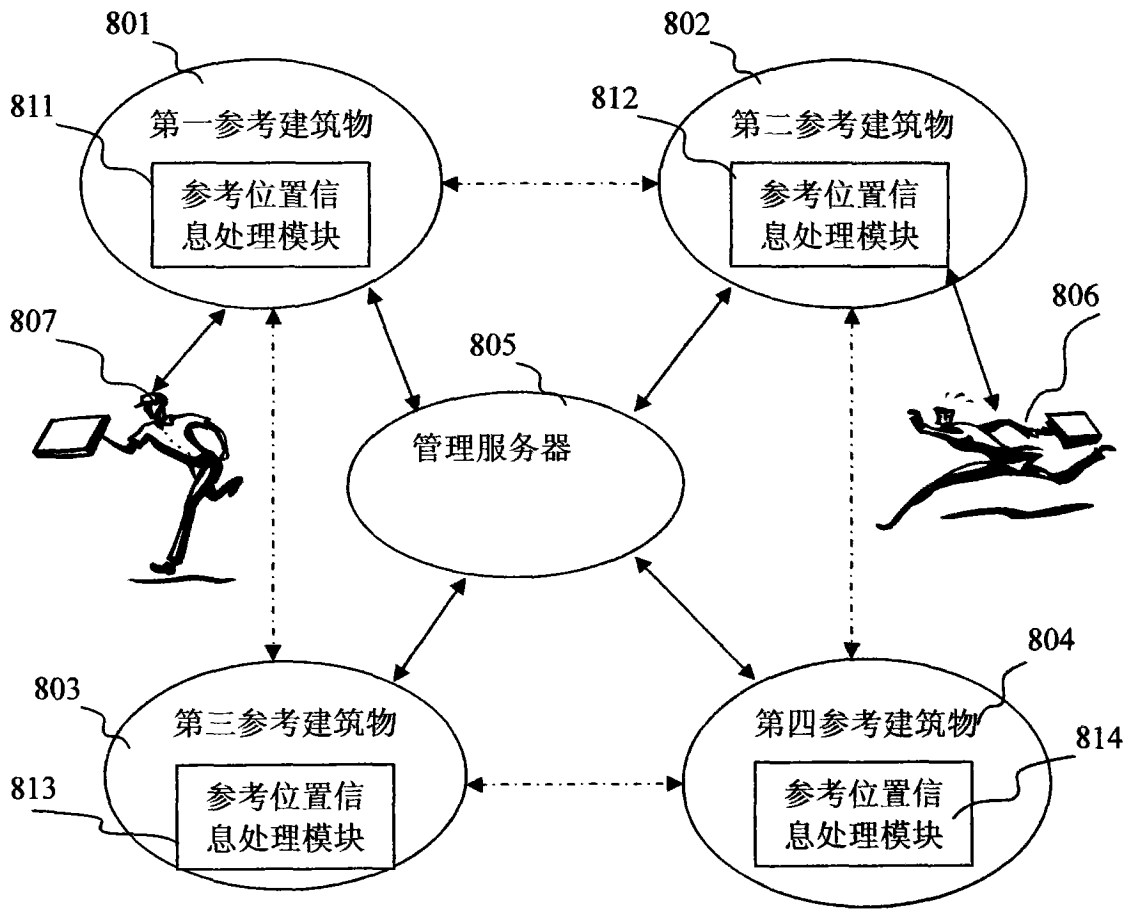 801
802
811
第一参考建筑物
812
第二参考建筑物
参考位置信
息处理模块
参考位置信
息处理模块
807
805
806
管理服务器
803
第三参考建筑物
804
第四参考建筑物
814
813
参考位置信
息处理模块
参考位置信
息处理模块